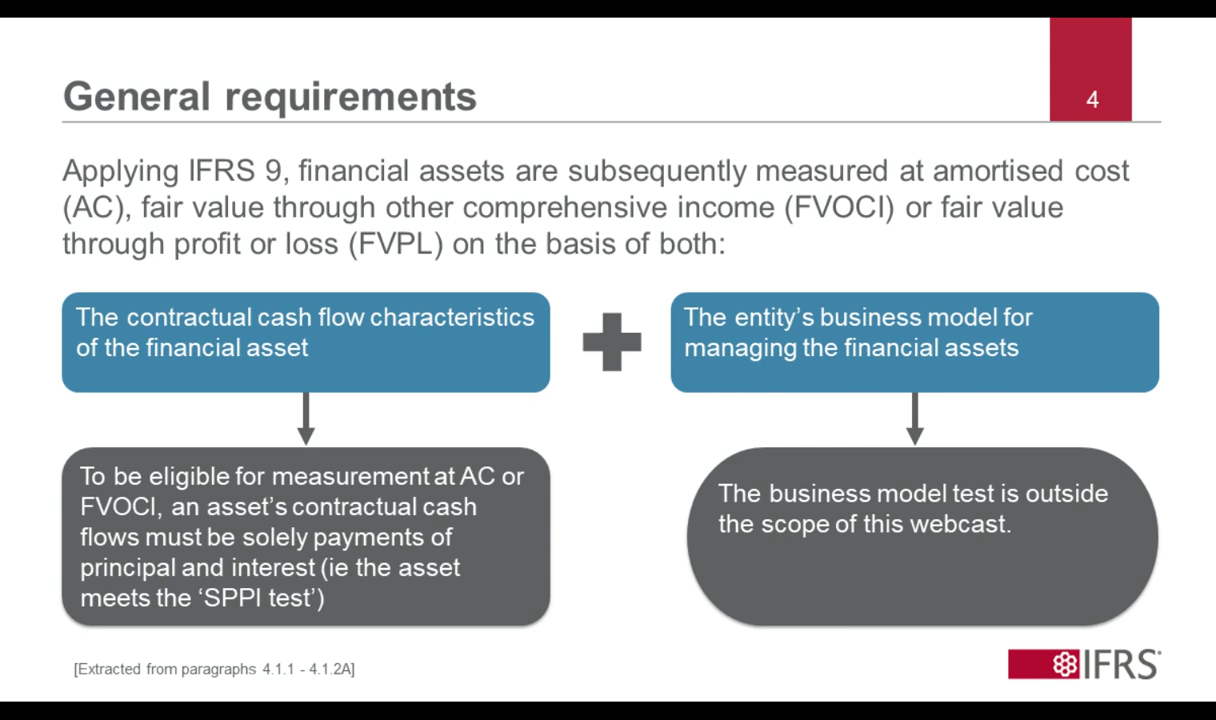 General requirements
4
Applying IFRS 9, financial assets are subsequently measured at amortised cost
(AC), fair value through other comprehensive income (FVOCI) or fair value
through profit or loss (FVPL) on the basis of both:
The contractual cash flow characteristics
of the financial asset
The entity’s business model for
managing the financial assets
To be eligible for measurement at AC or
FVOCI, an asset’s contractual cash
flows must be solely payments of
principal and interest (ie the asset
meets the ‘SPPI test’)
The business model test is outside
the scope of this webcast.
[Extracted from paragraphs 4.1.1 - 4.1.2A]
IFRS